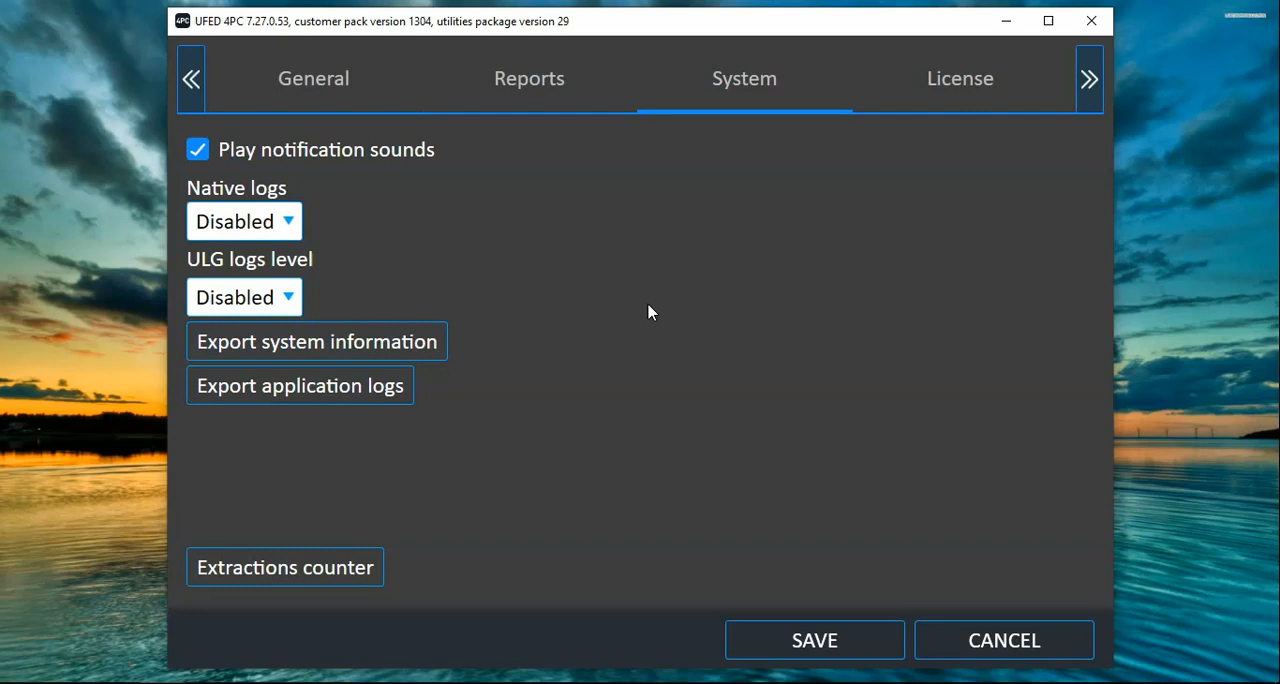 4PC UFED 4PC 7.27.0.53, customer pack version 1304, utilities package version 29
General Reports System License
Play notification sounds
Native logs
Disabled
ULG logs level
Disabled
Export system information
Export application logs
Extractions counter
SAVE CANCEL